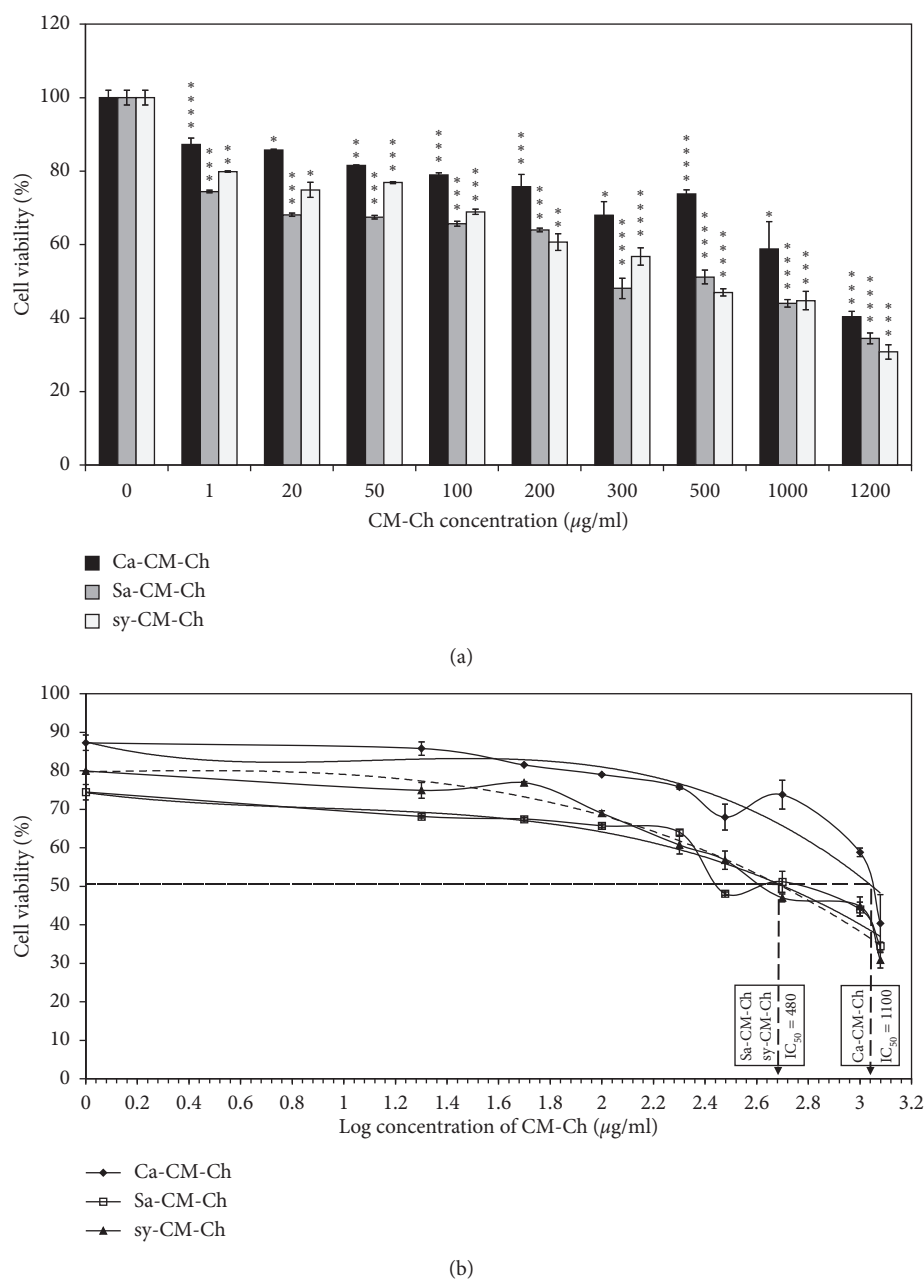 120
100
80
60
40
20
0
Cell viability (%)
**** *** **
* *** *
** *** ***
*** *** ***
*** *** **
* **** ****
*** **** ****
* **** ***
*** **** ***
0 1 20 50 100 200 300 500 1000 1200
CM-Ch concentration (μg/ml)
Ca-CM-Ch
Sa-CM-Ch
sy-CM-Ch
(a)
100
90
80
70
60
50
40
30
20
10
0
Cell viability (%)
Sa-CM-Ch
sy-CM-Ch
IC50 = 480
Ca-CM-Ch
IC50 = 1100
0 0.2 0.4 0.6 0.8 1 1.2 1.4 1.6 1.8 2 2.2 2.4 2.6 2.8 3 3.2
Log concentration of CM-Ch (μg/ml)
Ca-CM-Ch
Sa-CM-Ch
sy-CM-Ch
(b)